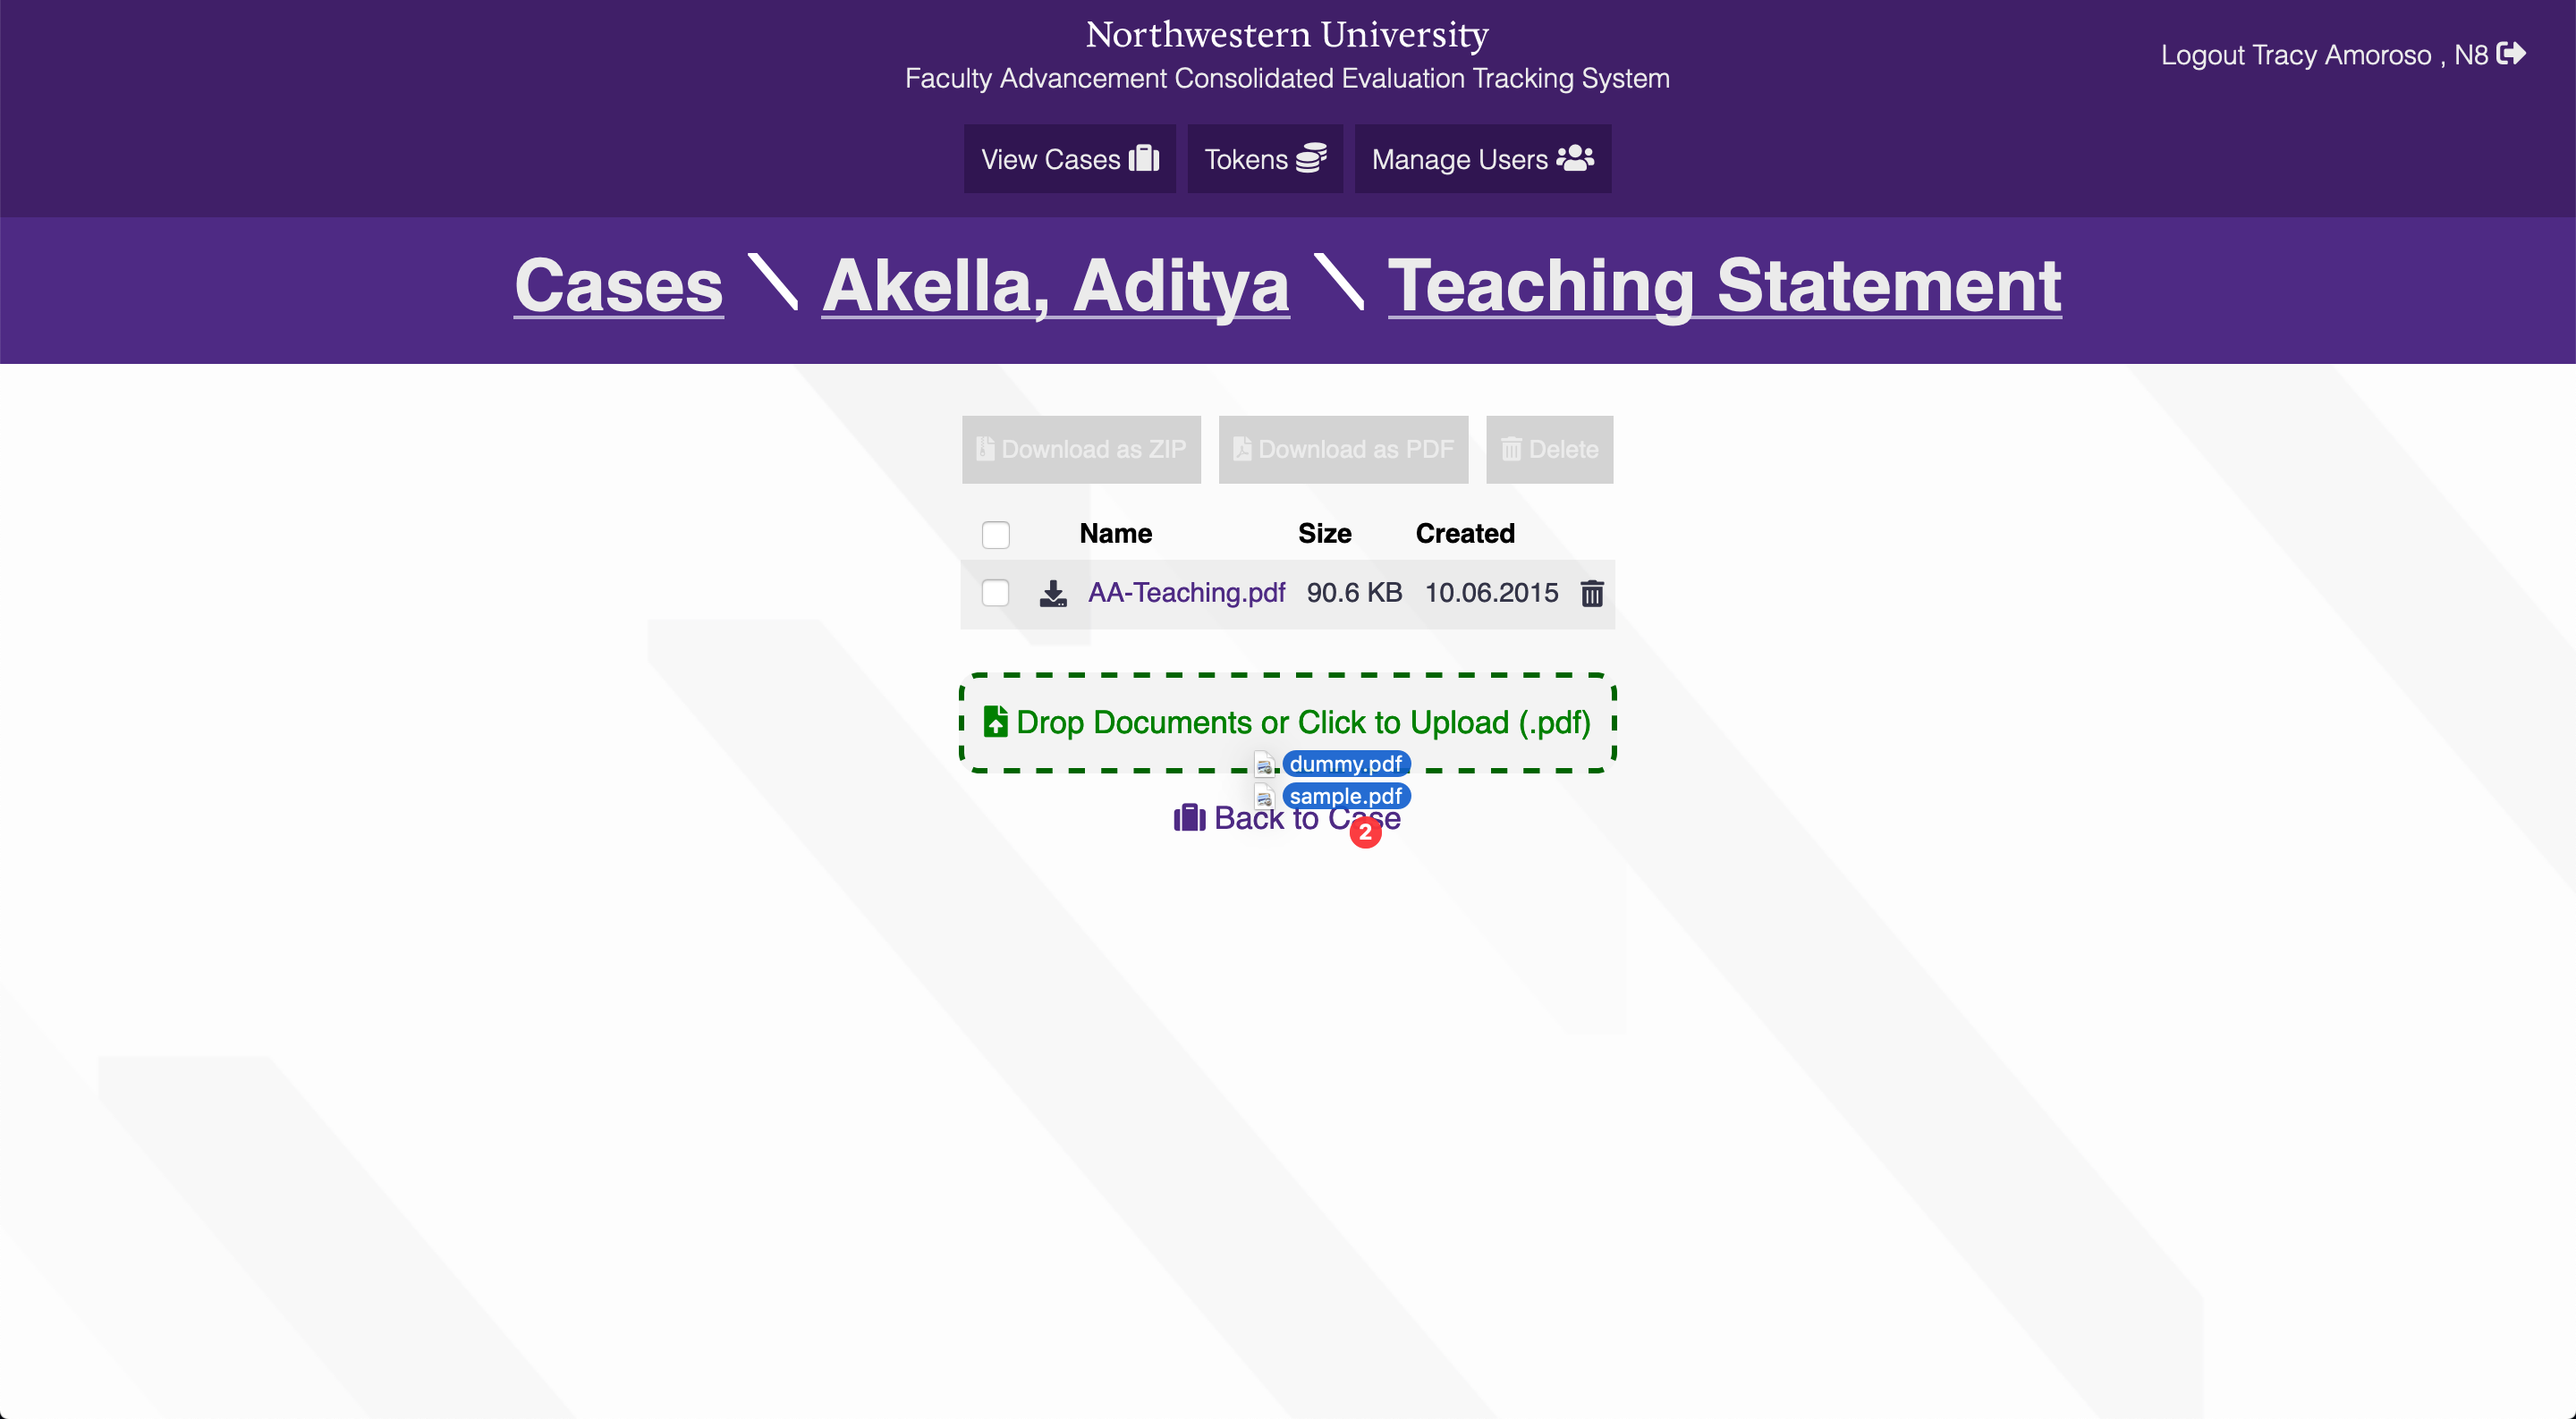 Northwestern University
Faculty Advancement Consolidated Evaluation Tracking System
Logout Tracy Amoroso , N8
View Cases Tokens Manage Users
Cases \ Akella, Aditya \ Teaching Statement
Download as ZIP Download as PDF Delete
Name Size Created
AA-Teaching.pdf 90.6 KB 10.06.2015
Drop Documents or Click to Upload (.pdf)
dummy.pdf
sample.pdf
Back to Case
2